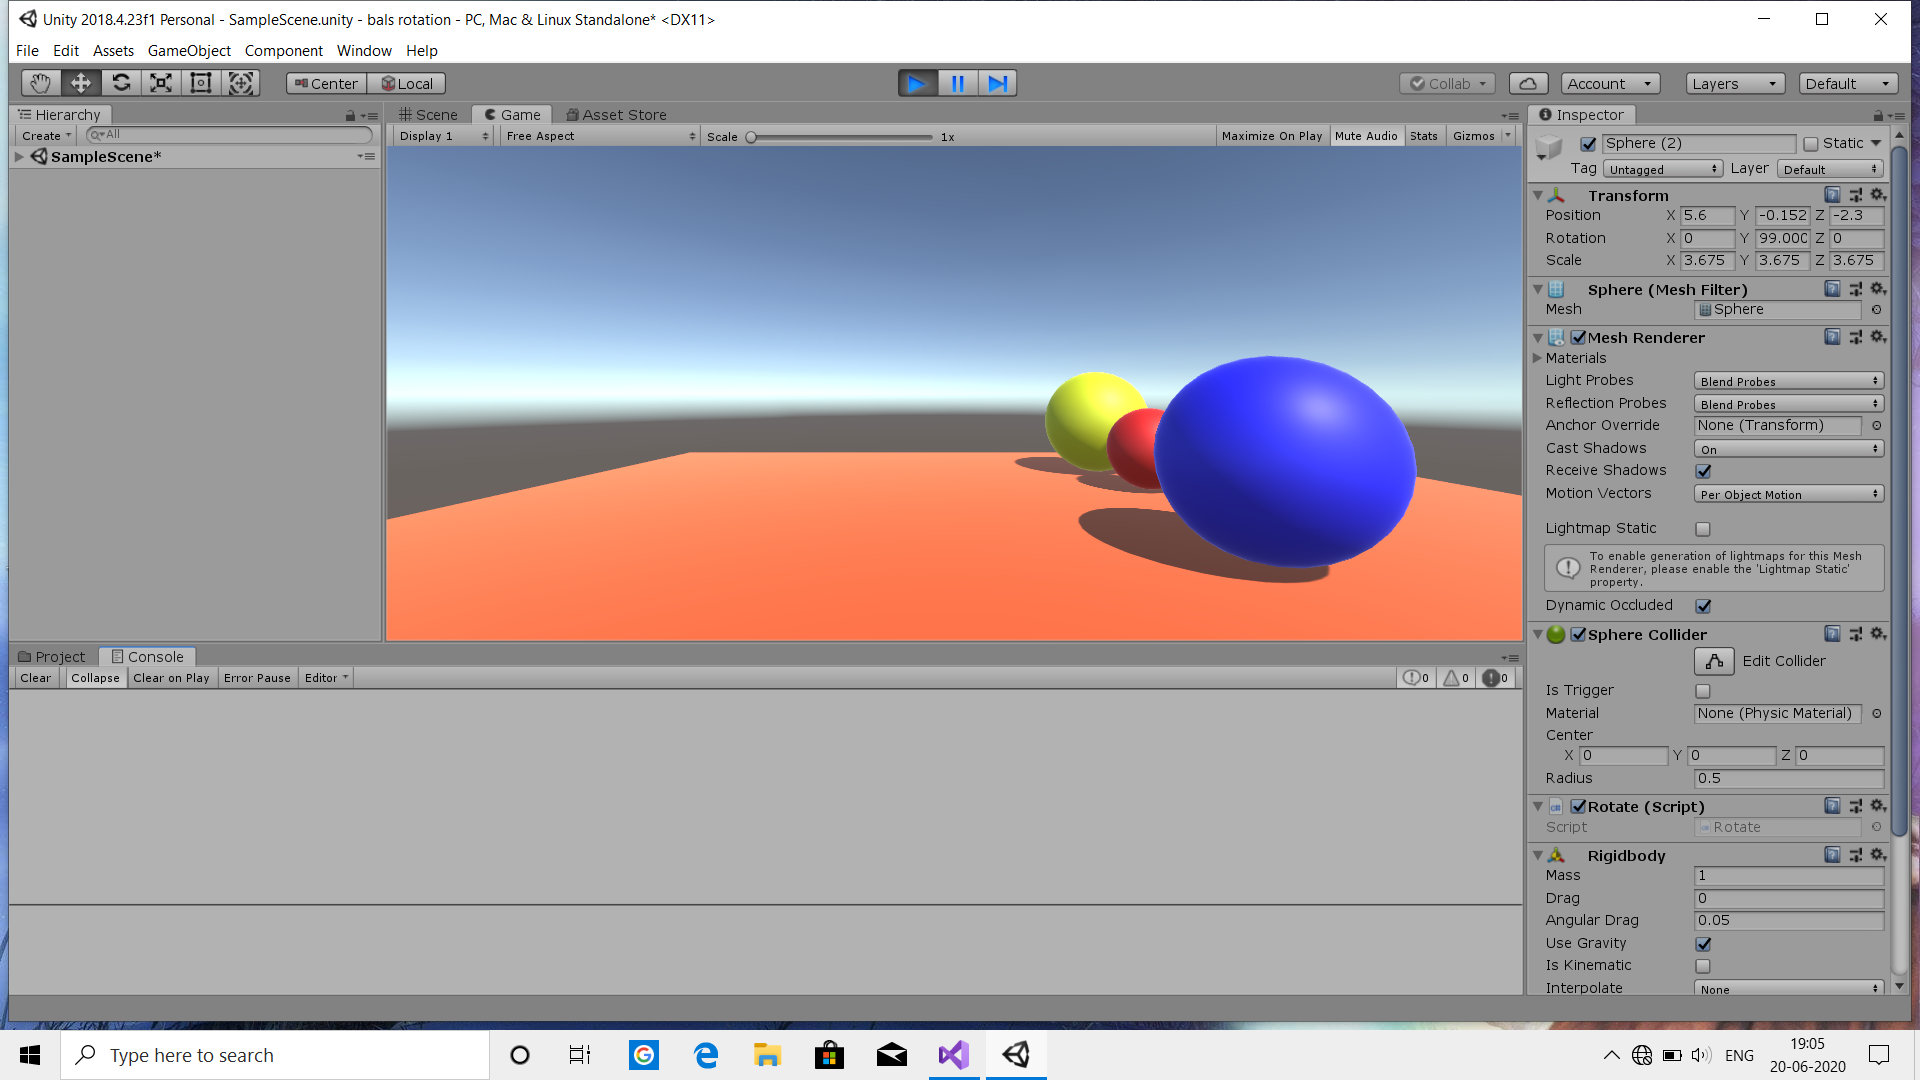 Unity 2018.4.23f1 Personal - SampleScene.unity - bals rotation - PC, Mac & Linux Standalone* <DX11>
File Edit Assets GameObject Component Window Help
Center Local Collab Account Layers Default
Hierarchy
Create All
SampleScene*
Scene Game Asset Store
Display 1 Free Aspect Scale 1x Maximize On Play Mute Audio Stats Gizmos
Project Console
Clear Collapse Clear on Play Error Pause Editor 0 0 0
Inspector
Sphere (2) Static
Tag Untagged Layer Default
Transform
Position X 5.6 Y -0.152 Z -2.3
Rotation X 0 Y 99.000 Z 0
Scale X 3.675 Y 3.675 Z 3.675
Sphere (Mesh Filter)
Mesh Sphere
Mesh Renderer
Materials
Light Probes Blend Probes
Reflection Probes Blend Probes
Anchor Override None (Transform)
Cast Shadows On
Receive Shadows
Motion Vectors Per Object Motion
Lightmap Static
To enable generation of lightmaps for this Mesh
Renderer, please enable the 'Lightmap Static'
property.
Dynamic Occluded
Sphere Collider
Edit Collider
Is Trigger
Material None (Physic Material)
Center
X 0 Y 0 Z 0
Radius 0.5
Rotate (Script)
Script Rotate
Rigidbody
Mass 1
Drag 0
Angular Drag 0.05
Use Gravity
Is Kinematic
Interpolate None
Type here to search
ENG
19:05
20-06-2020